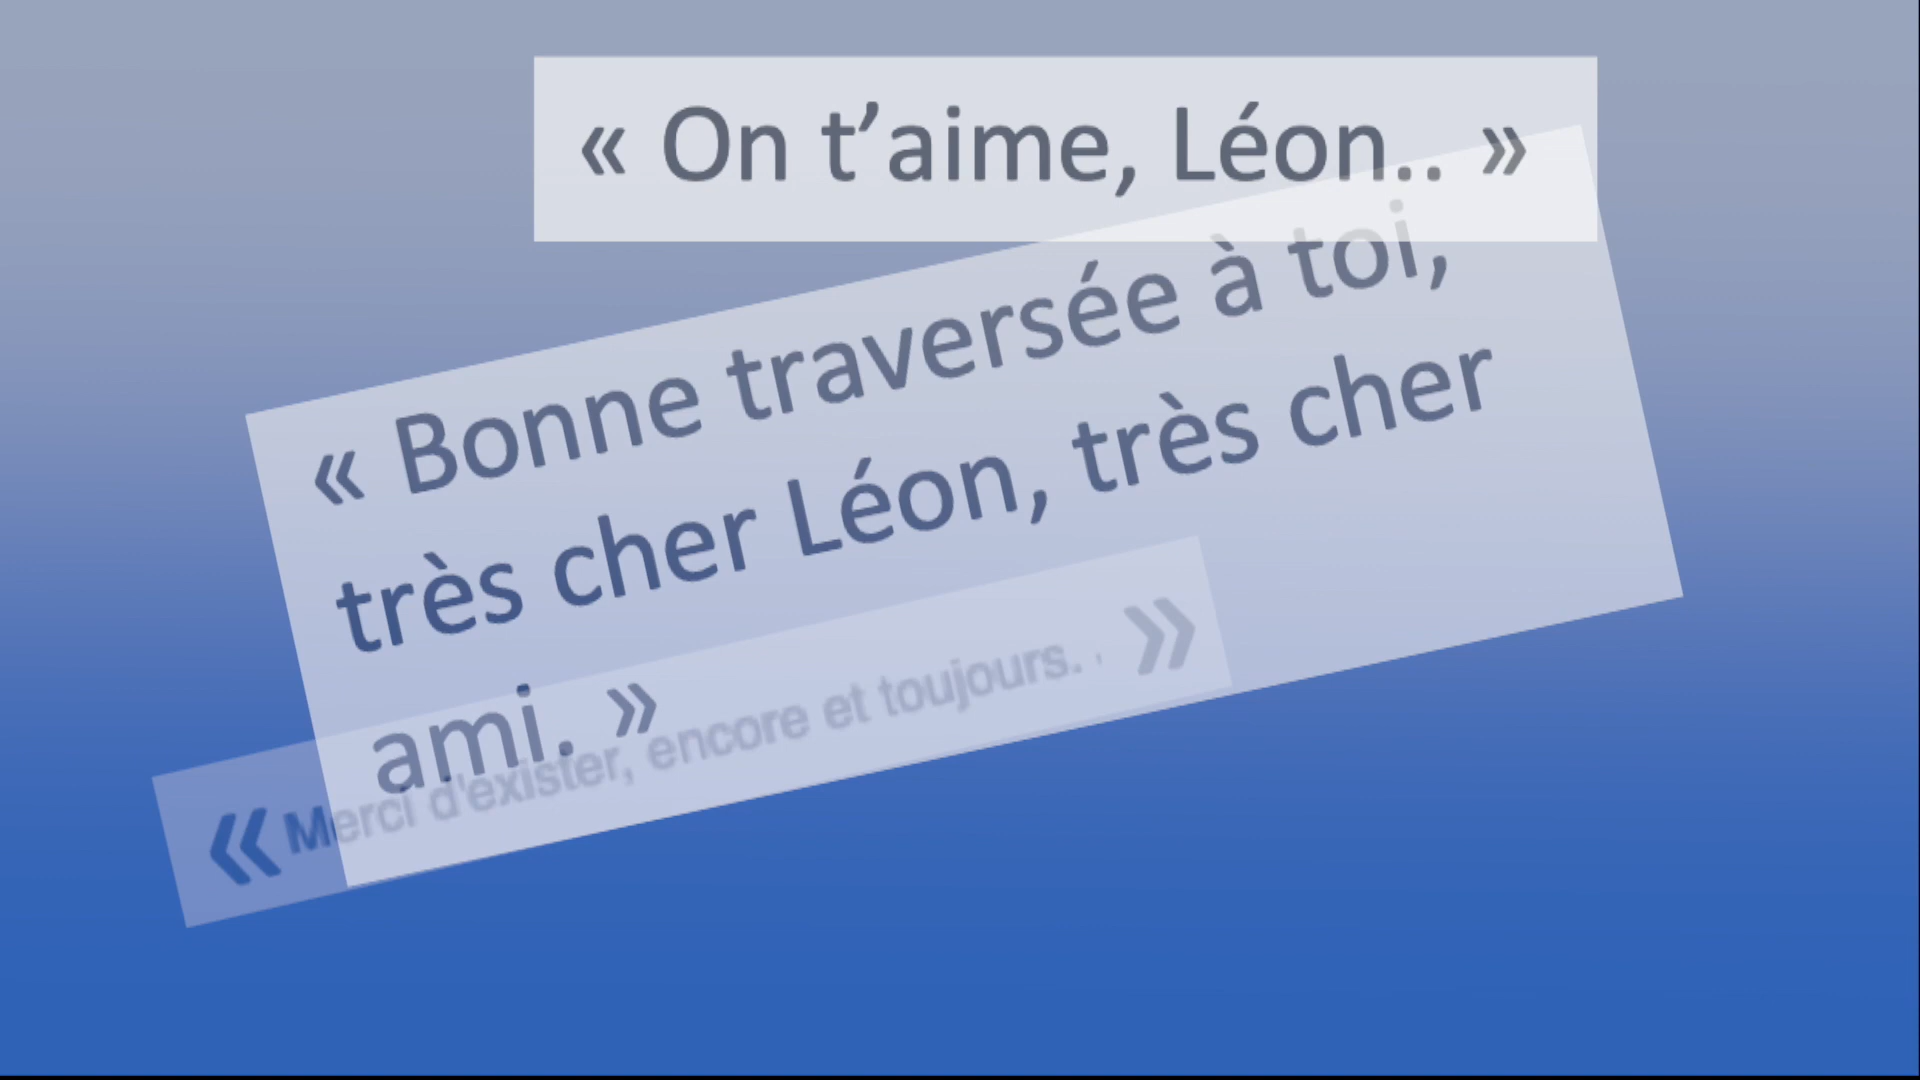 « On t’aime, Léon.. »
« Bonne traversée à toi,
très cher Léon, très cher
ami. »
« Merci d'exister, encore et toujours. »